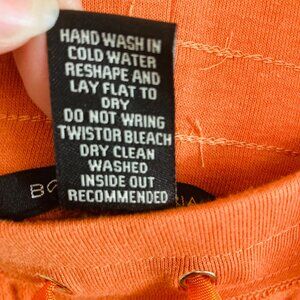 HAND WASH IN
COLD WATER
RESHAPE AND
LAY FLAT TO
DRY
DO NOT WRING
TWISTOR BLEACH
DRY CLEAN
WASHED
INSIDE OUT
RECOMMENDED